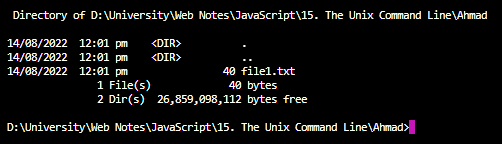 Directory of D:\University\Web Notes\JavaScript\15. The Unix Command Line\Ahmad
14/08/2022  12:01 pm    <DIR>          .
14/08/2022  12:01 pm    <DIR>          ..
14/08/2022  12:01 pm                40 file1.txt
1 File(s)             40 bytes
2 Dir(s)  26,859,098,112 bytes free
D:\University\Web Notes\JavaScript\15. The Unix Command Line\Ahmad>